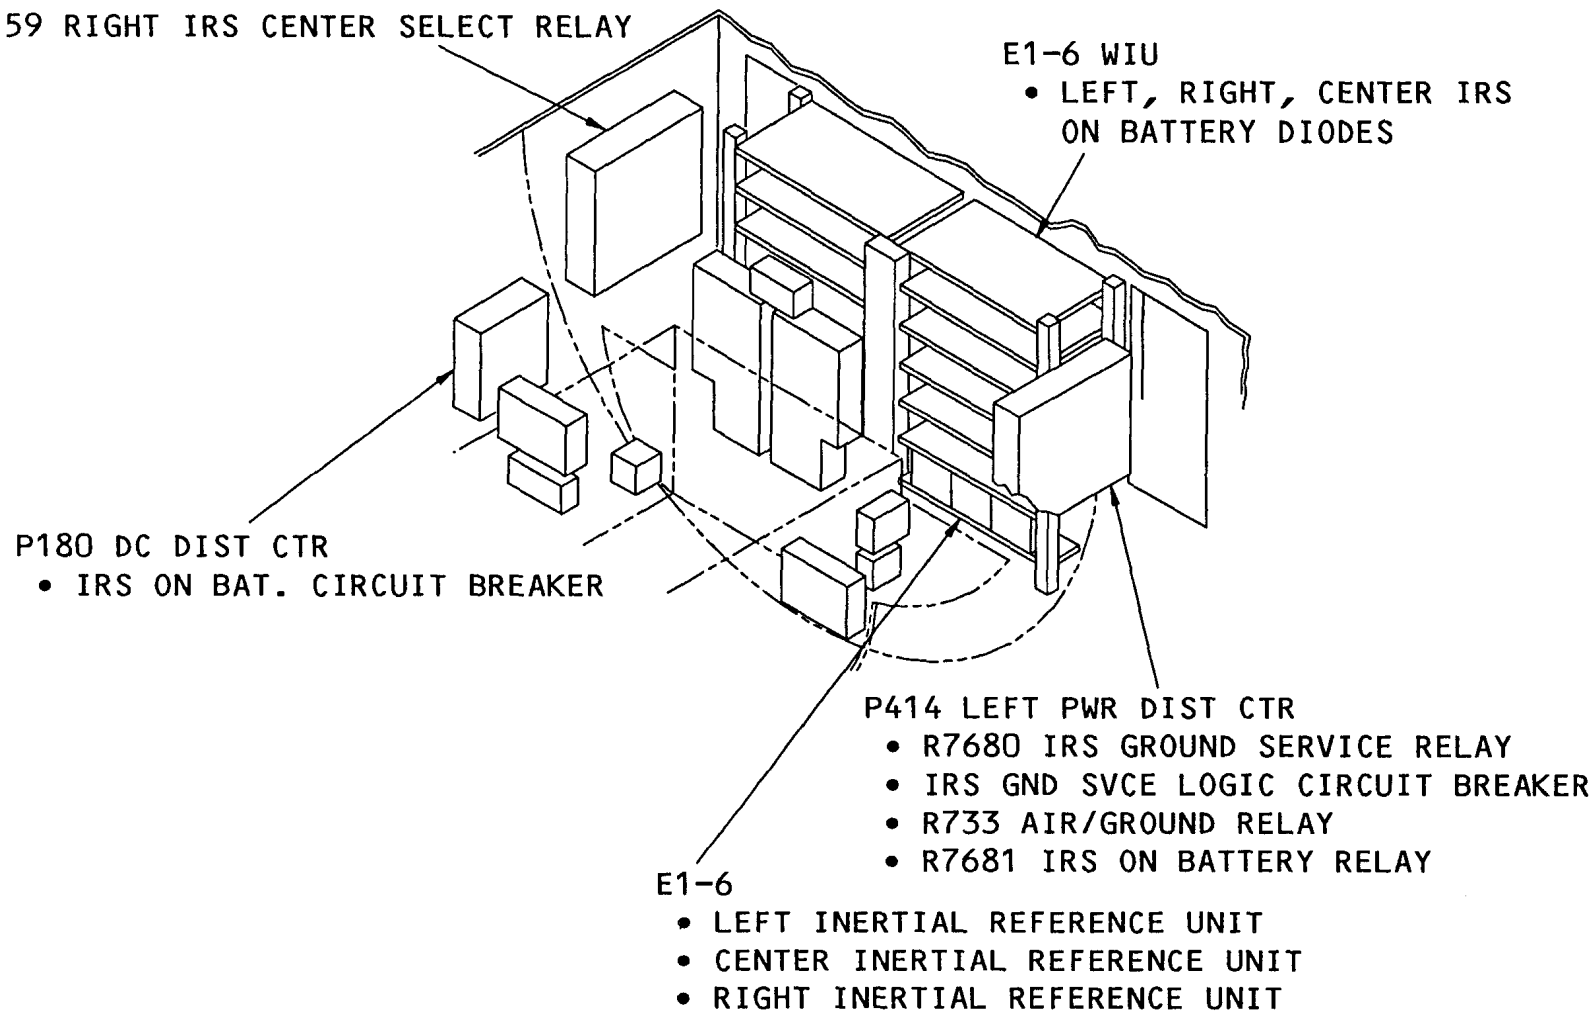 59 RIGHT IRS CENTER SELECT RELAY
E1-6 WIU
• LEFT, RIGHT, CENTER IRS
ON BATTERY DIODES
P180 DC DIST CTR
• IRS ON BAT. CIRCUIT BREAKER
P414 LEFT PWR DIST CTR
• R7680 IRS GROUND SERVICE RELAY
• IRS GND SVCE LOGIC CIRCUIT BREAKER
• R733 AIR/GROUND RELAY
• R7681 IRS ON BATTERY RELAY
E1-6
• LEFT INERTIAL REFERENCE UNIT
• CENTER INERTIAL REFERENCE UNIT
• RIGHT INERTIAL REFERENCE UNIT